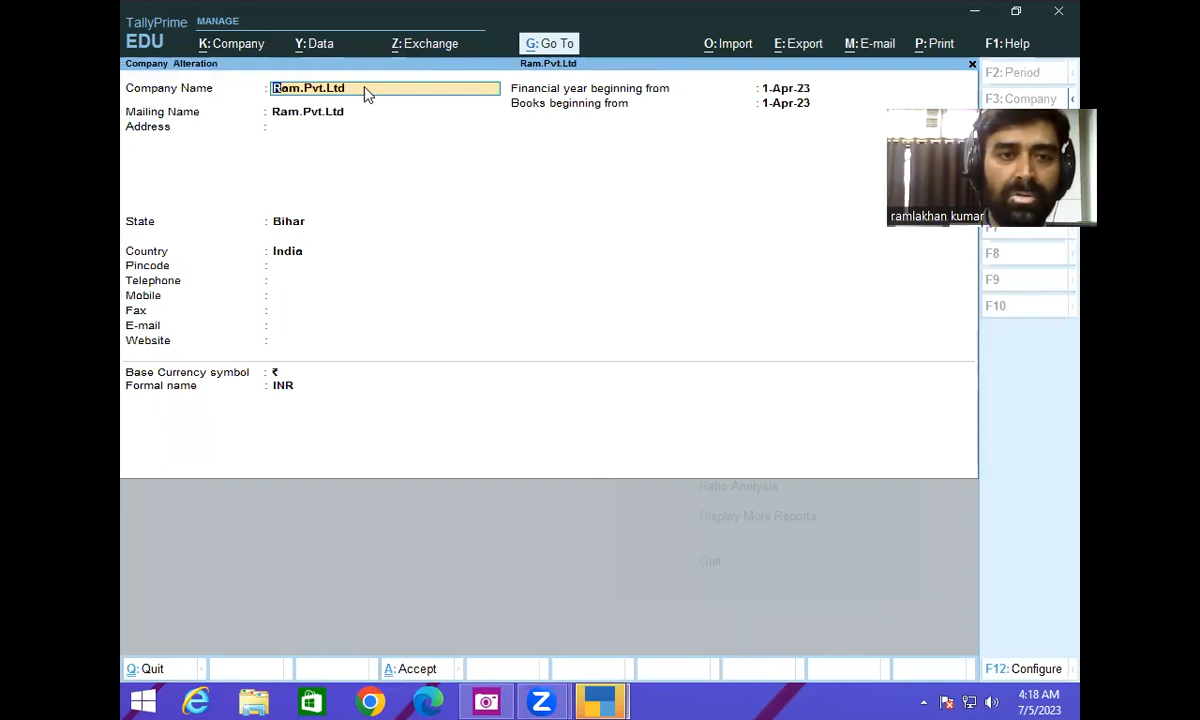 TallyPrime MANAGE
EDU K: Company Y: Data Z: Exchange G: Go To O: Import E: Export M: E-mail P: Print F1: Help
Company Alteration Ram.Pvt.Ltd × F2: Period
Company Name : Ram.Pvt.Ltd Financial year beginning from : 1-Apr-23 F3: Company
Books beginning from : 1-Apr-23
Mailing Name : Ram.Pvt.Ltd
Address :
ramlakhan kumar
State : Bihar
F7
Country : India F8
Pincode :
Telephone : F9
Mobile :
Fax : F10
E-mail :
Website :
Base Currency symbol : ₹
Formal name : INR
Ratio Analysis
Display More Reports
Quit
Q: Quit A: Accept F12: Configure
4:18 AM
7/5/2023